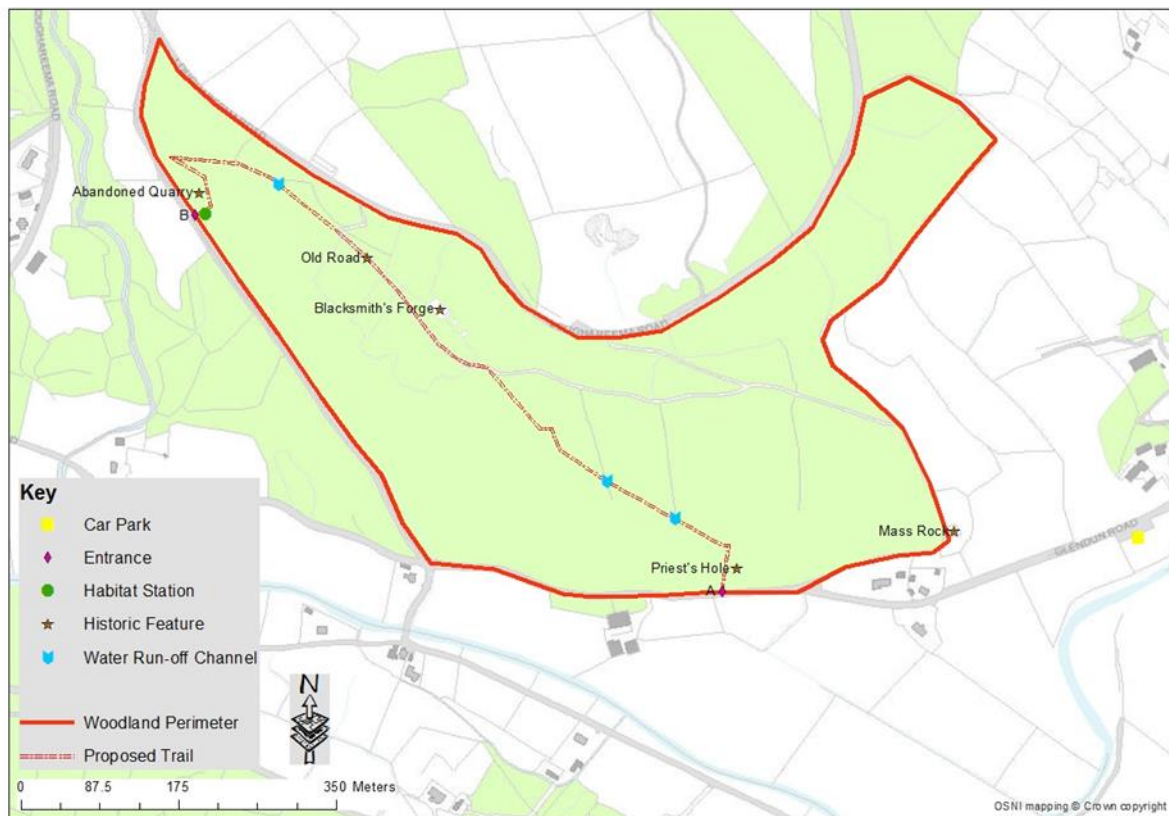 LOUGHAREEMA ROAD
Abandoned Quarry
B
Old Road
Blacksmith's Forge
Mass Rock
GLENDUN ROAD
Priest's Hole
A
Key
Car Park
Entrance
Habitat Station
Historic Feature
Water Run-off Channel
Woodland Perimeter
Proposed Trail
N
0 87.5 175 350 Meters
OSNI mapping © Crown copyright